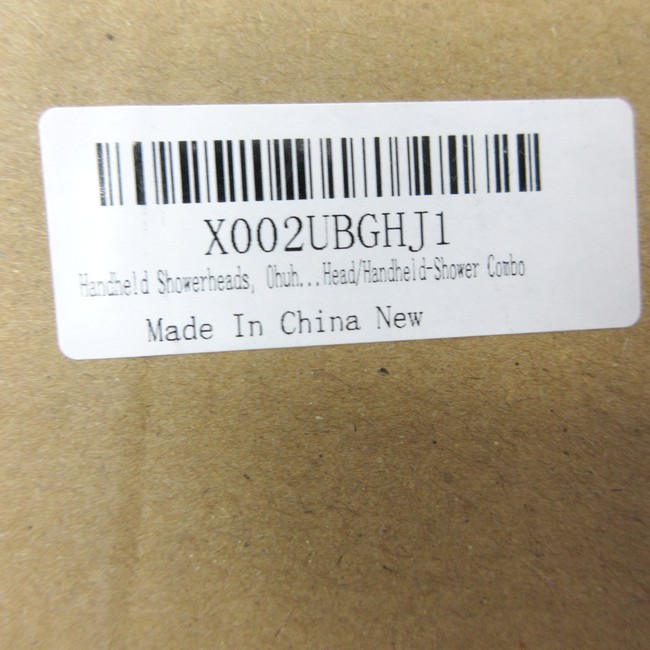 X002UBGHJ1
Handheld Showerheads, Ohuh...Head/Handheld-Shower Combo
Made In China New